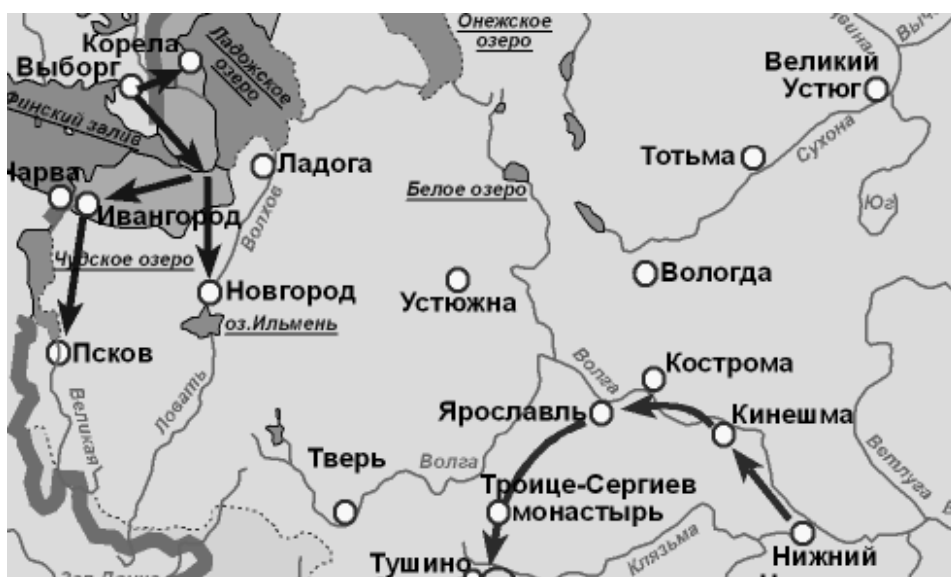 Онежское
озеро
Корела
Ладожское
озеро
Выборг
Финский залив
Великий
Устюг
Сухона
Тотьма
Ладога
Белое озеро
Юг
Ивангород
Волхов
Чудское озеро
Вологда
Новгород
Устюжна
оз.Ильмень
Псков
Волга
Кострома
Великая
Ловать
Ярославль
Кинешма
Тверь
Волга
Ветлуга
Троице-Сергиев
монастырь
Клязьма
Тушино
Нижний